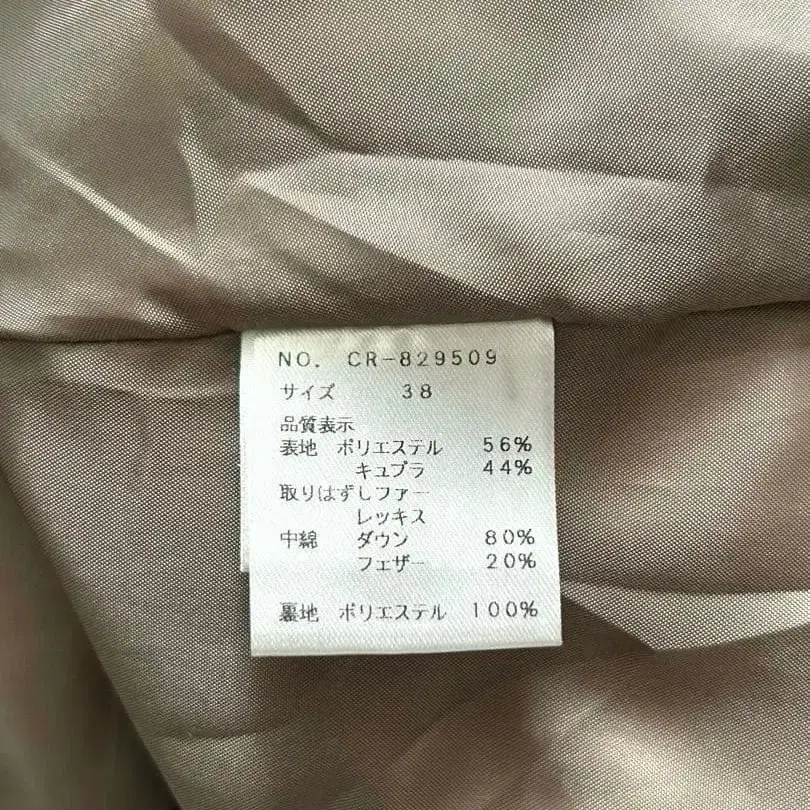 NO. CR-829509
サイズ 38
品質表示
表地 ポリエステル 56%
キュプラ 44%
取りはずしファー
レッキス
中綿 ダウン 80%
フェザー 20%
裏地 ポリエステル 100%